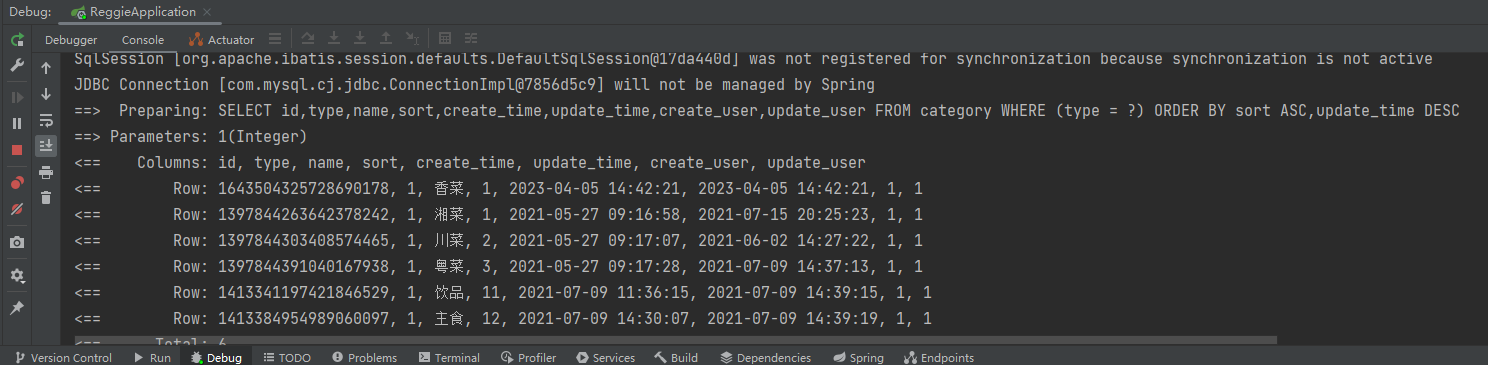 Debug: ReggieApplication
Debugger Console Actuator
SqlSession [org.apache.ibatis.session.defaults.DefaultSqlSession@17da440d] was not registered for synchronization because synchronization is not active
JDBC Connection [com.mysql.cj.jdbc.ConnectionImpl@7856d5c9] will not be managed by Spring
==>  Preparing: SELECT id,type,name,sort,create_time,update_time,create_user,update_user FROM category WHERE (type = ?) ORDER BY sort ASC,update_time DESC
==> Parameters: 1(Integer)
<==    Columns: id, type, name, sort, create_time, update_time, create_user, update_user
<==        Row: 1643504325728690178, 1, 香菜, 1, 2023-04-05 14:42:21, 2023-04-05 14:42:21, 1, 1
<==        Row: 1397844263642378242, 1, 湘菜, 1, 2021-05-27 09:16:58, 2021-07-15 20:25:23, 1, 1
<==        Row: 1397844303408574465, 1, 川菜, 2, 2021-05-27 09:17:07, 2021-06-02 14:27:22, 1, 1
<==        Row: 1397844391040167938, 1, 粤菜, 3, 2021-05-27 09:17:28, 2021-07-09 14:37:13, 1, 1
<==        Row: 1413341197421846529, 1, 饮品, 11, 2021-07-09 11:36:15, 2021-07-09 14:39:15, 1, 1
<==        Row: 1413384954989060097, 1, 主食, 12, 2021-07-09 14:30:07, 2021-07-09 14:39:19, 1, 1
<==      Total: 6
Version Control Run Debug TODO Problems Terminal Profiler Services Build Dependencies Spring Endpoints